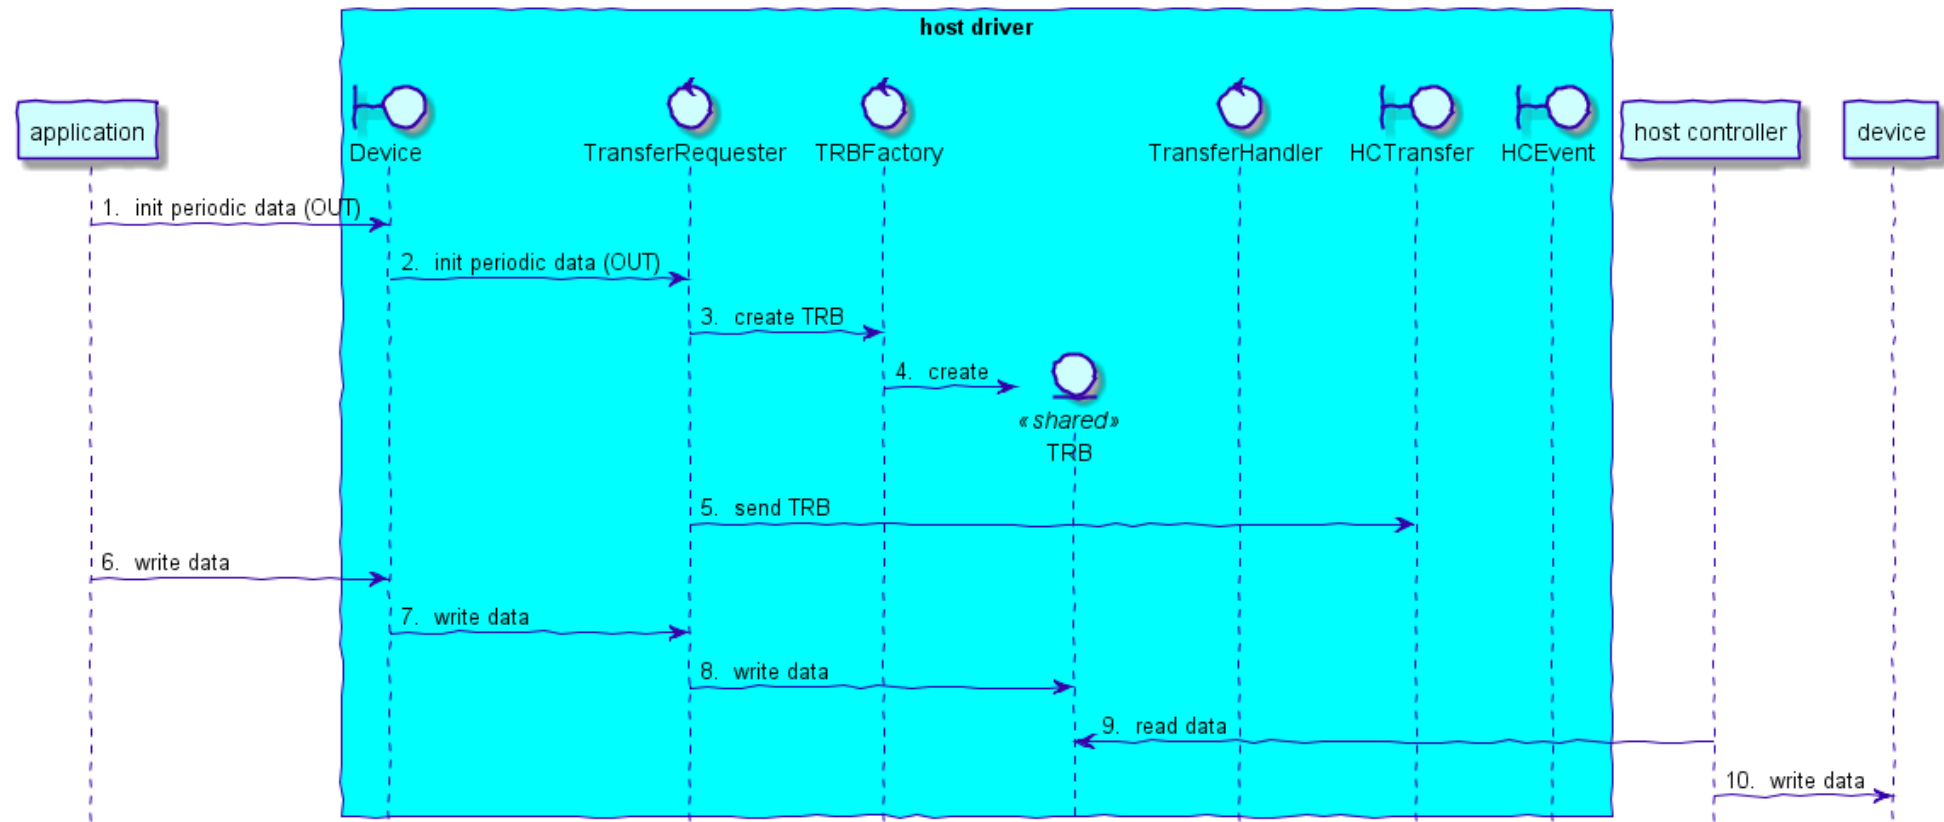 host driver
application
Device
TransferRequester
TRBFactory
TransferHandler
HCTransfer
HCEvent
host controller
device
1. init periodic data (OUT)
2. init periodic data (OUT)
3. create TRB
4. create
«shared»
TRB
5. send TRB
6. write data
7. write data
8. write data
9. read data
10. write data